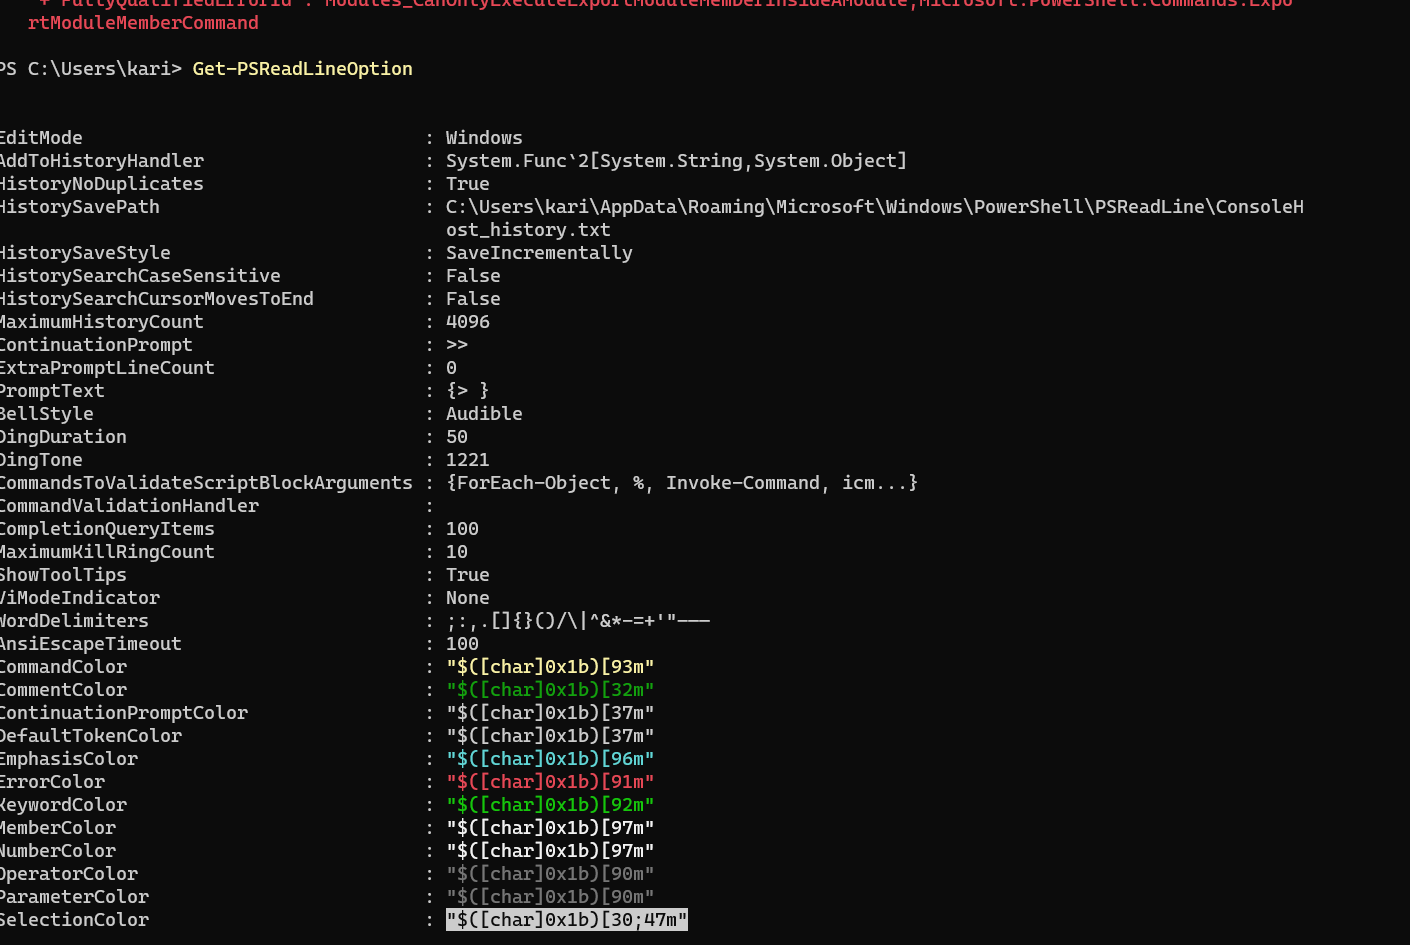 + FullyQualifiedErrorId : Modules_CanOnlyExecuteExportModuleMemberInsideAModule,Microsoft.PowerShell.Commands.Expo
rtModuleMemberCommand
PS C:\Users\kari> Get-PSReadLineOption
EditMode : Windows
AddToHistoryHandler : System.Func`2[System.String,System.Object]
HistoryNoDuplicates : True
HistorySavePath : C:\Users\kari\AppData\Roaming\Microsoft\Windows\PowerShell\PSReadLine\ConsoleH
ost_history.txt
HistorySaveStyle : SaveIncrementally
HistorySearchCaseSensitive : False
HistorySearchCursorMovesToEnd : False
MaximumHistoryCount : 4096
ContinuationPrompt : >>
ExtraPromptLineCount : 0
PromptText : {> }
BellStyle : Audible
DingDuration : 50
DingTone : 1221
CommandsToValidateScriptBlockArguments : {ForEach-Object, %, Invoke-Command, icm...}
CommandValidationHandler :
CompletionQueryItems : 100
MaximumKillRingCount : 10
ShowToolTips : True
ViModeIndicator : None
WordDelimiters : ;:,.[]{}()/\|^&*-=+'"–—―
AnsiEscapeTimeout : 100
CommandColor : "$([char]0x1b)[93m"
CommentColor : "$([char]0x1b)[32m"
ContinuationPromptColor : "$([char]0x1b)[37m"
DefaultTokenColor : "$([char]0x1b)[37m"
EmphasisColor : "$([char]0x1b)[96m"
ErrorColor : "$([char]0x1b)[91m"
KeywordColor : "$([char]0x1b)[92m"
MemberColor : "$([char]0x1b)[97m"
NumberColor : "$([char]0x1b)[97m"
OperatorColor : "$([char]0x1b)[90m"
ParameterColor : "$([char]0x1b)[90m"
SelectionColor : "$([char]0x1b)[30;47m"